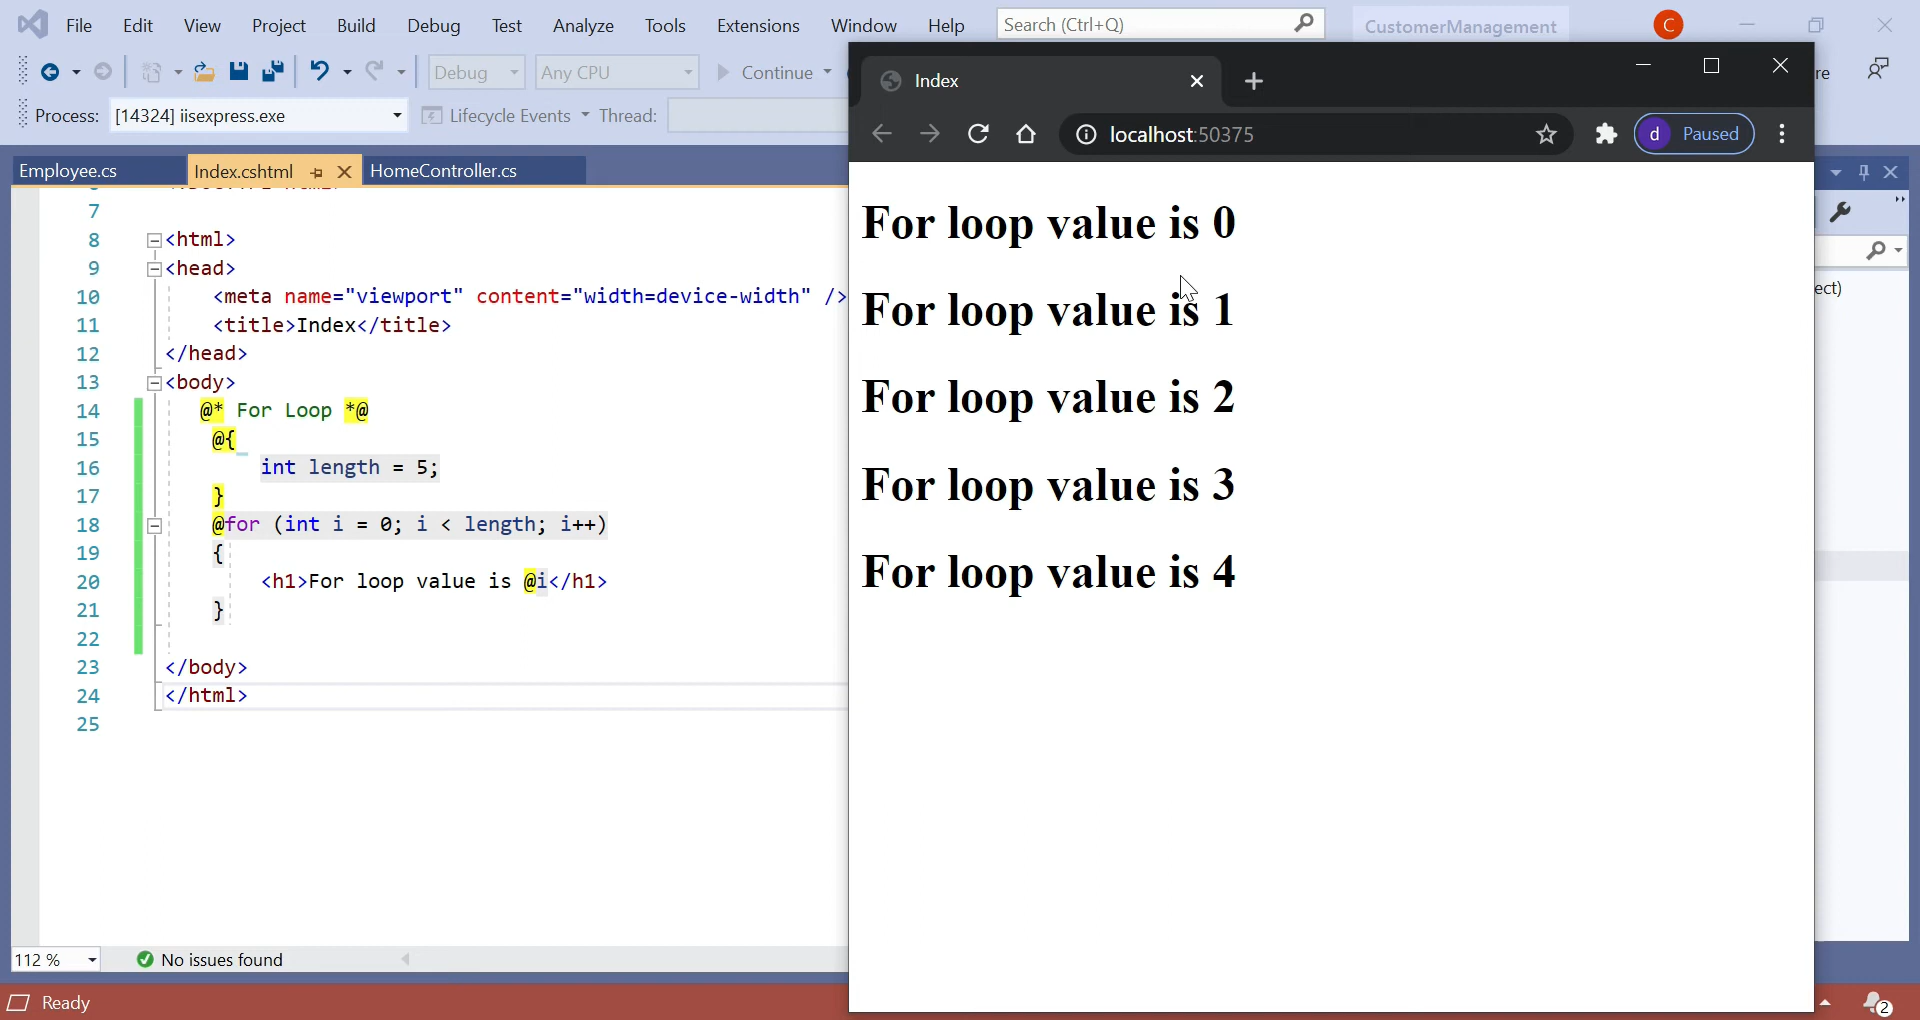 File Edit View Project Build Debug Test Analyze Tools Extensions Window Help Search (Ctrl+Q) CustomerManagement C
Debug Any CPU Continue
Process: [14324] iisexpress.exe Lifecycle Events Thread:
Employee.cs Index.cshtml HomeController.cs
7
8 <html>
9 <head>
10 <meta name="viewport" content="width=device-width" />
11 <title>Index</title>
12 </head>
13 <body>
14 @* For Loop *@
15 @{
16 int length = 5;
17 }
18 @for (int i = 0; i < length; i++)
19 {
20 <h1>For loop value is @i</h1>
21 }
22
23 </body>
24 </html>
25
112 % No issues found
Ready
Index
localhost:50375 d Paused
For loop value is 0
For loop value is 1
For loop value is 2
For loop value is 3
For loop value is 4
re
ect)
2